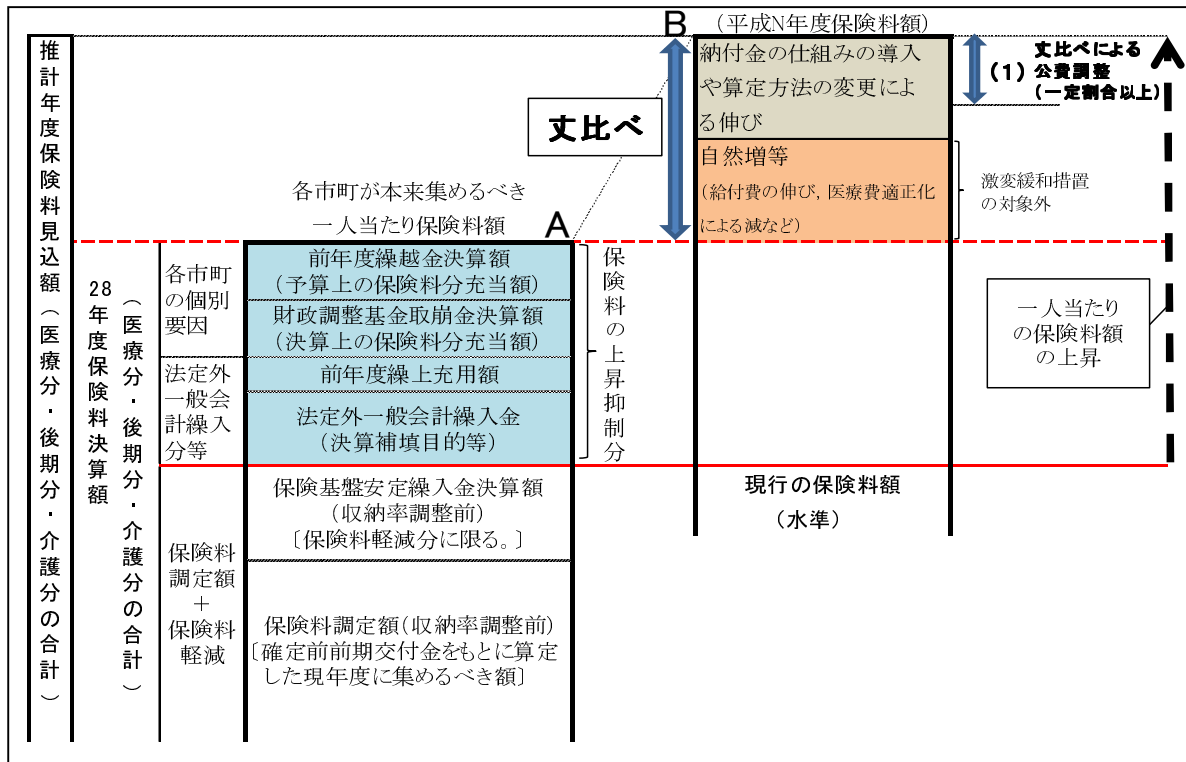 推計年度保険料見込額（医療分・後期分・介護分の合計）
28年度保険料決算額
（医療分・後期分・介護分の合計）
各市町
の個別
要因
法定外
一般会
計繰入
分等
保険料
調定額
＋
保険料
軽減
各市町が本来集めるべき
一人当たり保険料額
A
前年度繰越金決算額
（予算上の保険料分充当額）
財政調整基金取崩金決算額
（決算上の保険料分充当額）
前年度繰上充用額
法定外一般会計繰入金
（決算補填目的等）
保険基盤安定繰入金決算額
（収納率調整前）
〔保険料軽減分に限る。〕
保険料調定額（収納率調整前）
〔確定前前期交付金をもとに算定
した現年度に集めるべき額〕
保険料の上昇抑制分
丈比べ
B
（平成N年度保険料額）
納付金の仕組みの導入
や算定方法の変更によ
る伸び
自然増等
（給付費の伸び，医療費適正化
による減など）
現行の保険料額
（水準）
(1)
丈比べによる
公費調整
（一定割合以上）
激変緩和措置
の対象外
一人当たり
の保険料額
の上昇